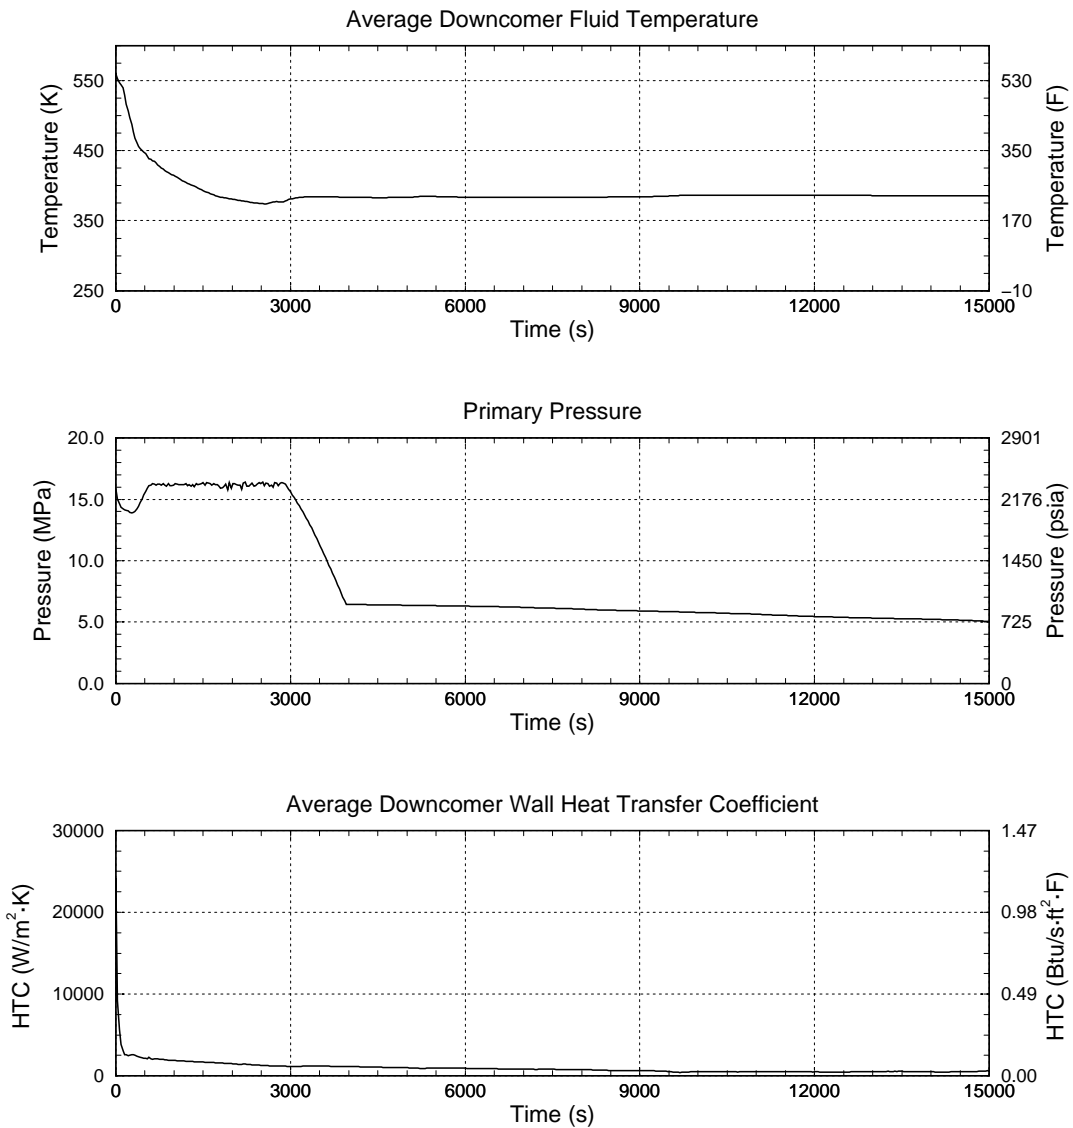 Average Downcomer Fluid Temperature
Temperature (K)
550
450
350
250
530
350
170
−10
Temperature (F)
0 3000 6000 9000 12000 15000
Time (s)
Primary Pressure
Pressure (MPa)
20.0
15.0
10.0
5.0
0.0
2901
2176
1450
725
0
Pressure (psia)
0 3000 6000 9000 12000 15000
Time (s)
Average Downcomer Wall Heat Transfer Coefficient
HTC (W/m²·K)
30000
20000
10000
0
1.47
0.98
0.49
0.00
HTC (Btu/s·ft²·F)
0 3000 6000 9000 12000 15000
Time (s)